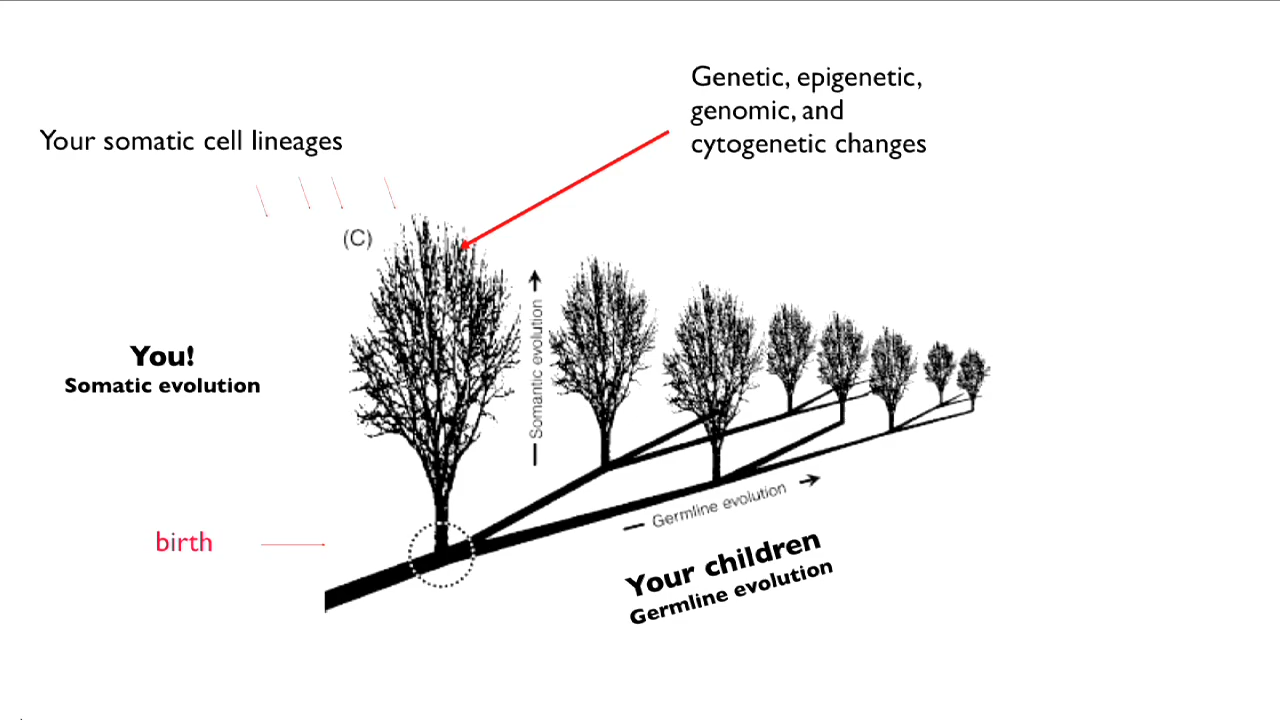 Genetic, epigenetic,
genomic, and
cytogenetic changes
Your somatic cell lineages
(C)
Somantic evolution
You!
Somatic evolution
Germline evolution
birth
Your children
Germline evolution